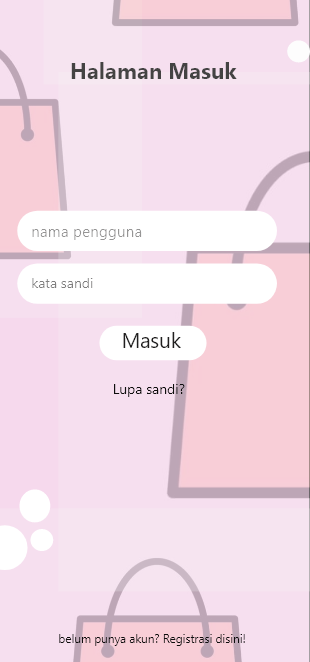 Halaman Masuk
nama pengguna
kata sandi
Masuk
Lupa sandi?
belum punya akun? Registrasi disini!